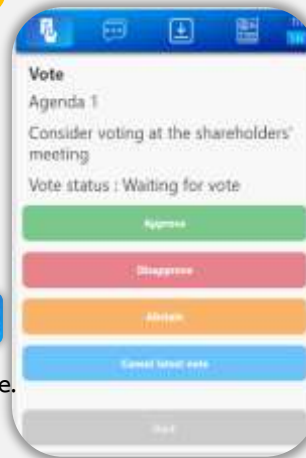 Vote
Agenda 1
Consider voting at the shareholders'
meeting
Vote status : Waiting for vote
Approve
Disapprove
Abstain
Cancel latest vote
e.